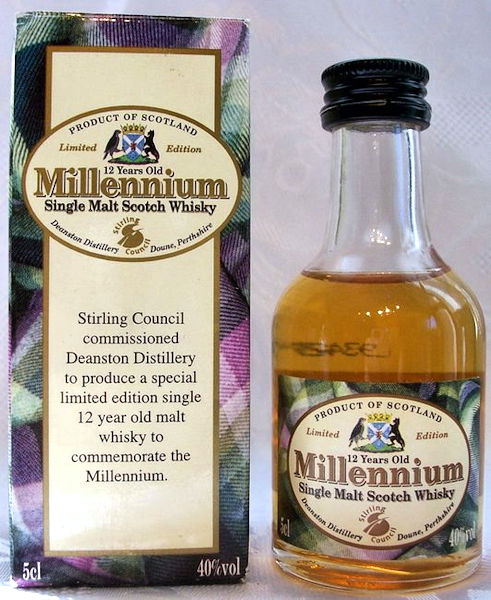 PRODUCT OF SCOTLAND
Limited Edition
12 Years Old
Millennium
Single Malt Scotch Whisky
Stirling Council
Deanston Distillery Doune, Perthshire
Stirling Council
commissioned
Deanston Distillery
to produce a special
limited edition single
12 year old malt
whisky to
commemorate the
Millennium.
5cl 40%vol
PRODUCT OF SCOTLAND
Limited Edition
12 Years Old
Millennium
Single Malt Scotch Whisky
Stirling Council
Deanston Distillery Doune, Perthshire
5cl 40%vol